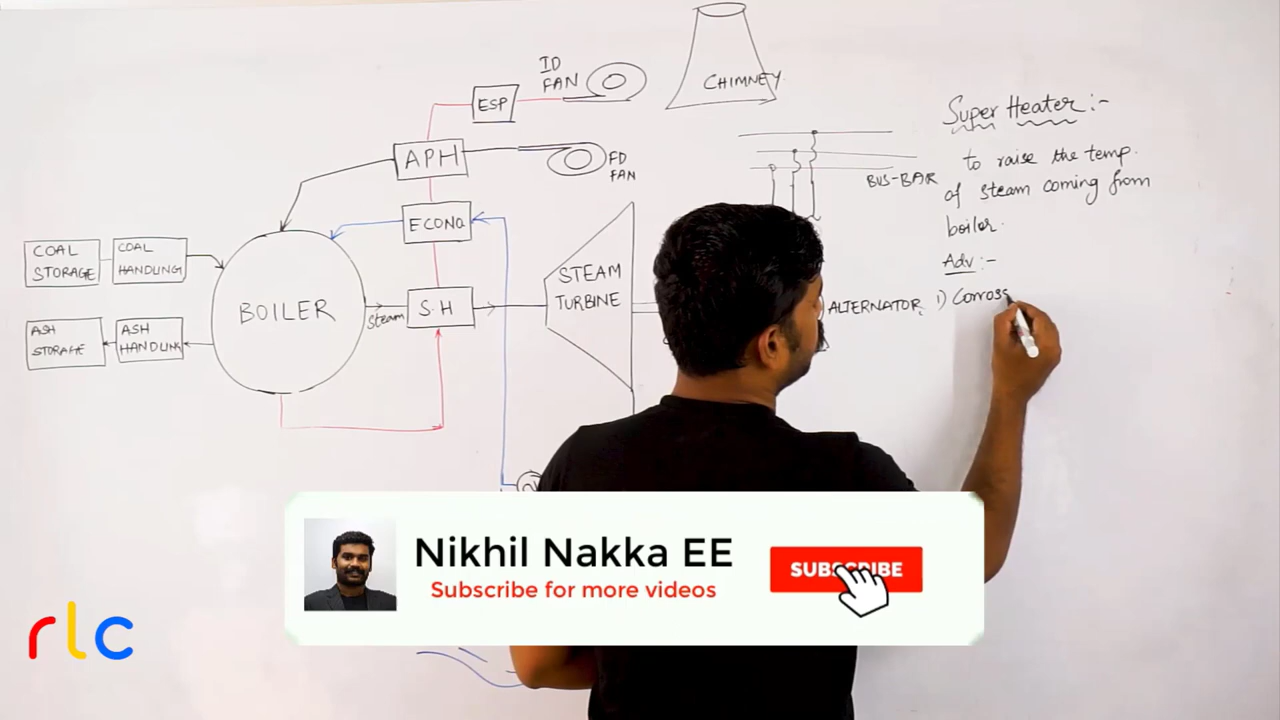 ID
FAN
CHIMNEY
ESP
Super Heater:-
APH
FD
FAN
to raise the temp.
of steam coming from
boiler.
BUS-BAR
ECONO
COAL
STORAGE
COAL
HANDLING
STEAM
TURBINE
Adv:-
BOILER
Steam
S.H
ALTERNATOR
1) Corross
ASH
STORAGE
ASH
HANDLING
Nikhil Nakka EE
Subscribe for more videos
SUBSCRIBE
rlc